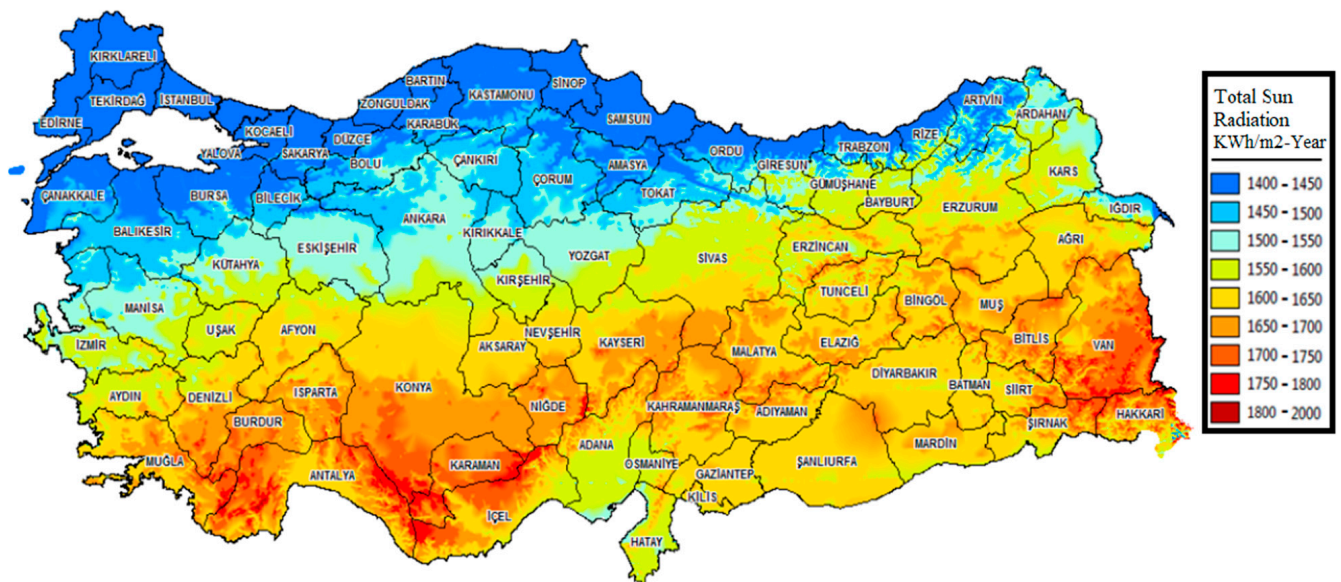 KIRKLARELİ
TEKİRDAĞ
İSTANBUL
EDİRNE
KOCAELİ
YALOVA
SAKARYA
DÜZCE
BOLU
ZONGULDAK
BARTIN
KARABÜK
KASTAMONU
SİNOP
SAMSUN
ÇANKIRI
ÇORUM
AMASYA
TOKAT
ORDU
GİRESUN
TRABZON
RİZE
ARTVİN
ARDAHAN
KARS
IĞDIR
GÜMÜŞHANE
BAYBURT
ERZURUM
AĞRI
ÇANAKKALE
BURSA
BİLECİK
BALIKESİR
KÜTAHYA
ESKİŞEHİR
ANKARA
KIRIKKALE
YOZGAT
KIRŞEHİR
SİVAS
ERZİNCAN
TUNCELİ
BİNGÖL
MUŞ
MANİSA
UŞAK
AFYON
İZMİR
AKSARAY
NEVŞEHİR
KAYSERİ
MALATYA
ELAZIĞ
BİTLİS
VAN
DİYARBAKIR
BATMAN
SİİRT
AYDIN
DENİZLİ
ISPARTA
BURDUR
KONYA
NİĞDE
KAHRAMANMARAŞ
ADIYAMAN
HAKKARİ
ŞIRNAK
MARDİN
MUĞLA
ANTALYA
KARAMAN
İÇEL
ADANA
OSMANİYE
GAZİANTEP
KİLİS
ŞANLIURFA
HATAY
Total Sun
Radiation
KWh/m2-Year
1400 - 1450
1450 - 1500
1500 - 1550
1550 - 1600
1600 - 1650
1650 - 1700
1700 - 1750
1750 - 1800
1800 - 2000